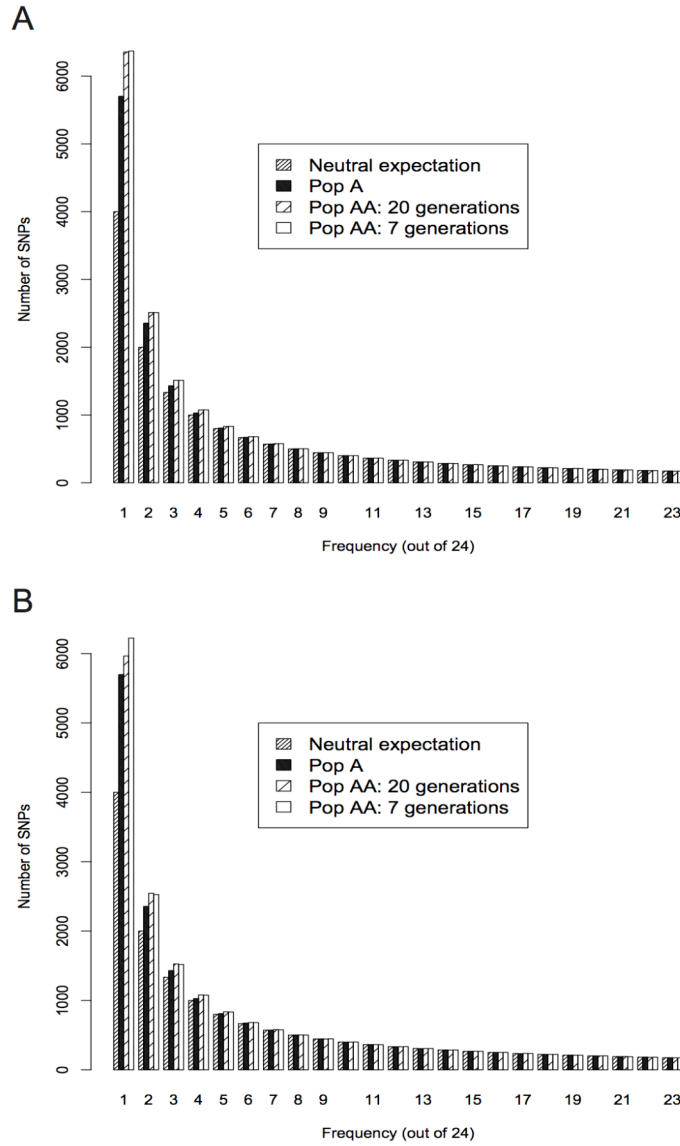 A
Number of SNPs
6000
5000
4000
3000
2000
1000
0
Neutral expectation
Pop A
Pop AA: 20 generations
Pop AA: 7 generations
1 2 3 4 5 6 7 8 9 11 13 15 17 19 21 23
Frequency (out of 24)
B
Number of SNPs
6000
5000
4000
3000
2000
1000
0
Neutral expectation
Pop A
Pop AA: 20 generations
Pop AA: 7 generations
1 2 3 4 5 6 7 8 9 11 13 15 17 19 21 23
Frequency (out of 24)